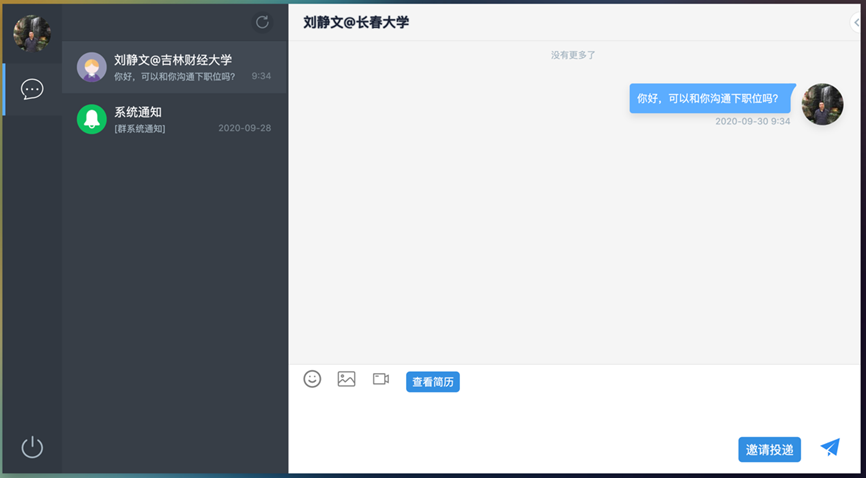 刘静文@吉林财经大学
你好，可以和你沟通下职位吗？ 9:34
系统通知
[群系统通知] 2020-09-28
刘静文@长春大学
没有更多了
你好，可以和你沟通下职位吗？
2020-09-30 9:34
查看简历
邀请投递